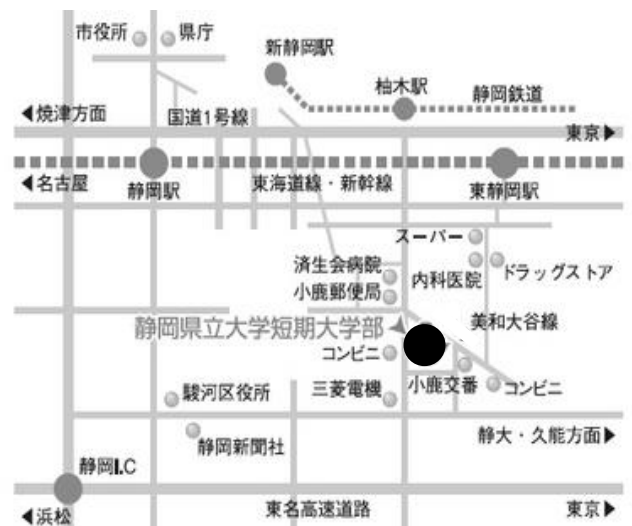 市役所
県庁
新静岡駅
柚木駅
静岡鉄道
◀焼津方面
国道1号線
東京▶
◀名古屋
静岡駅
東海道線・新幹線
東静岡駅
スーパー
済生会病院
内科医院
ドラッグストア
小鹿郵便局
静岡県立大学短期大学部
美和大谷線
コンビニ
小鹿交番
コンビニ
駿河区役所
三菱電機
静岡新聞社
静大・久能方面▶
静岡I.C
東名高速道路
東京▶
◀浜松